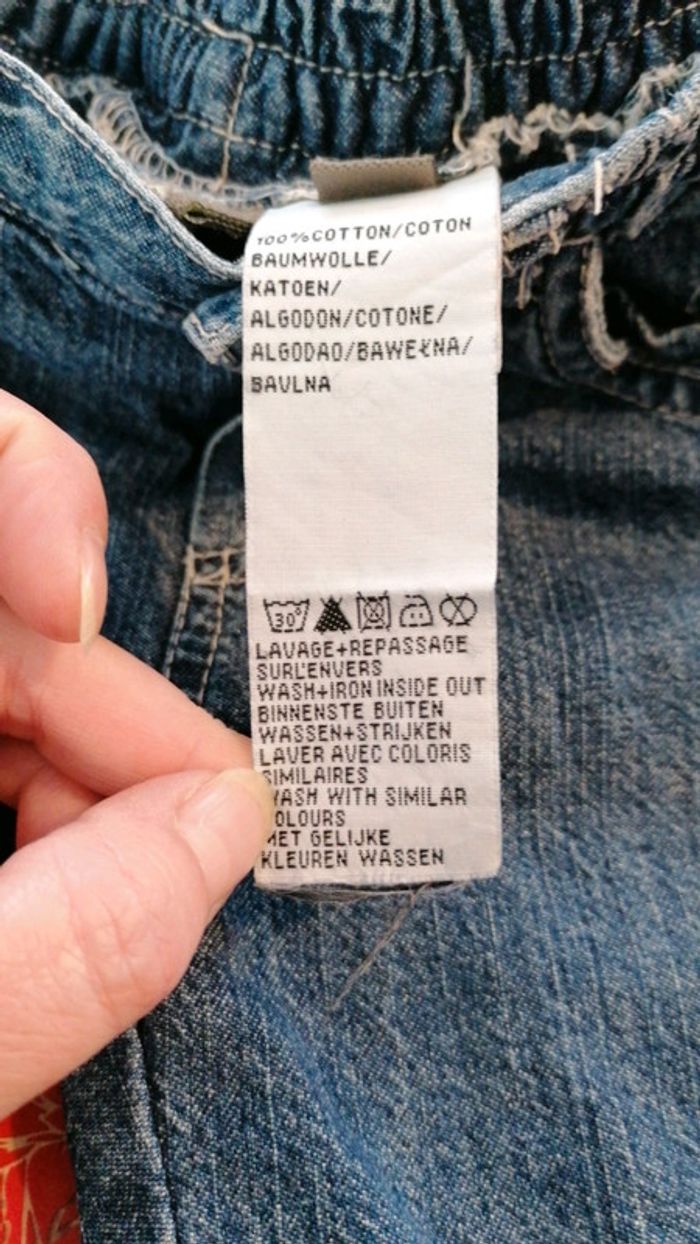 100%COTTON/COTON
BAUMWOLLE/
KATOEN/
ALGODON/COTONE/
ALGODAO/BAWEŁNA/
BAVLNA
30°
LAVAGE+REPASSAGE
SUR L'ENVERS
WASH+IRON INSIDE OUT
BINNENSTE BUITEN
WASSEN+STRIJKEN
LAVER AVEC COLORIS
SIMILAIRES
WASH WITH SIMILAR
COLOURS
MET GELIJKE
KLEUREN WASSEN